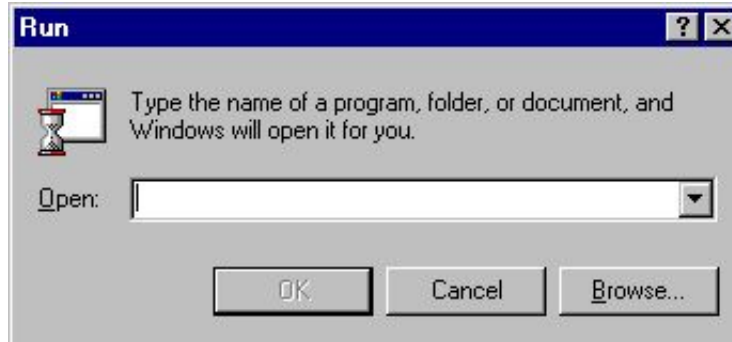 Run
Type the name of a program, folder, or document, and
Windows will open it for you.
Open:
OK Cancel Browse...